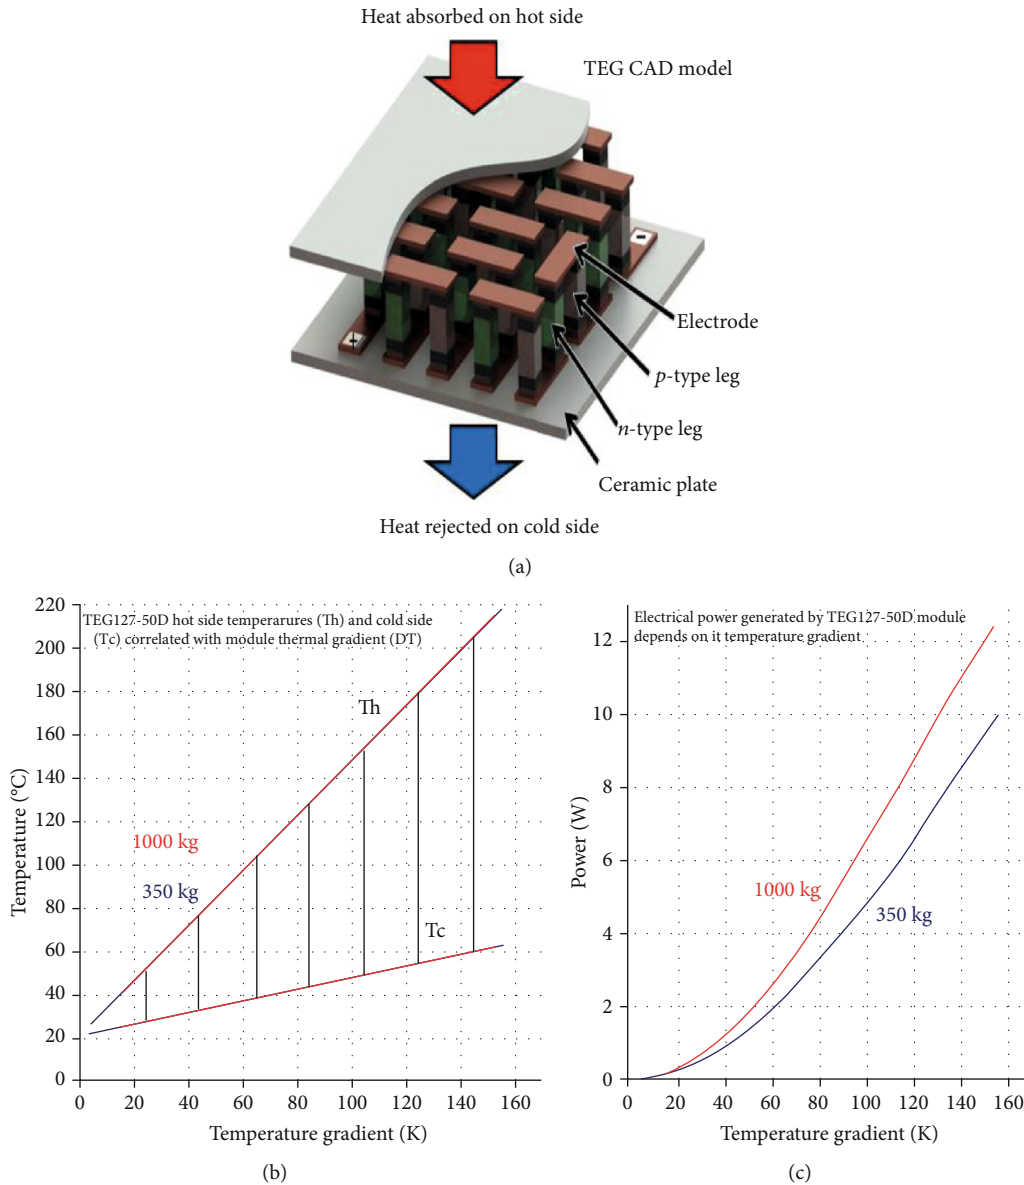 Heat absorbed on hot side
TEG CAD model
Electrode
p-type leg
n-type leg
Ceramic plate
Heat rejected on cold side
(a)
220
200
180
160
140
120
100
80
60
40
20
0
Temperature (°C)
TEG127-50D hot side temperarures (Th) and cold side
(Tc) correlated with module thermal gradient (DT)
Th
1000 kg
350 kg
Tc
0 20 40 60 80 100 120 140 160
Temperature gradient (K)
(b)
12
10
8
6
4
2
0
Power (W)
Electrical power generated by TEG127-50D module
depends on it temperature gradient
1000 kg
350 kg
0 20 40 60 80 100 120 140 160
Temperature gradient (K)
(c)